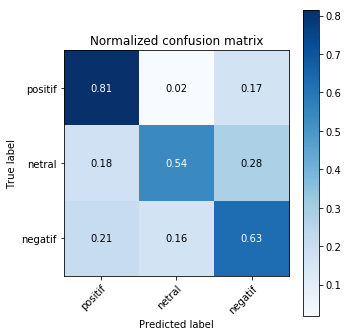 Normalized confusion matrix
True label
positif
0.81 0.02 0.17
netral
0.18 0.54 0.28
negatif
0.21 0.16 0.63
positif netral negatif
Predicted label
0.8
0.7
0.6
0.5
0.4
0.3
0.2
0.1